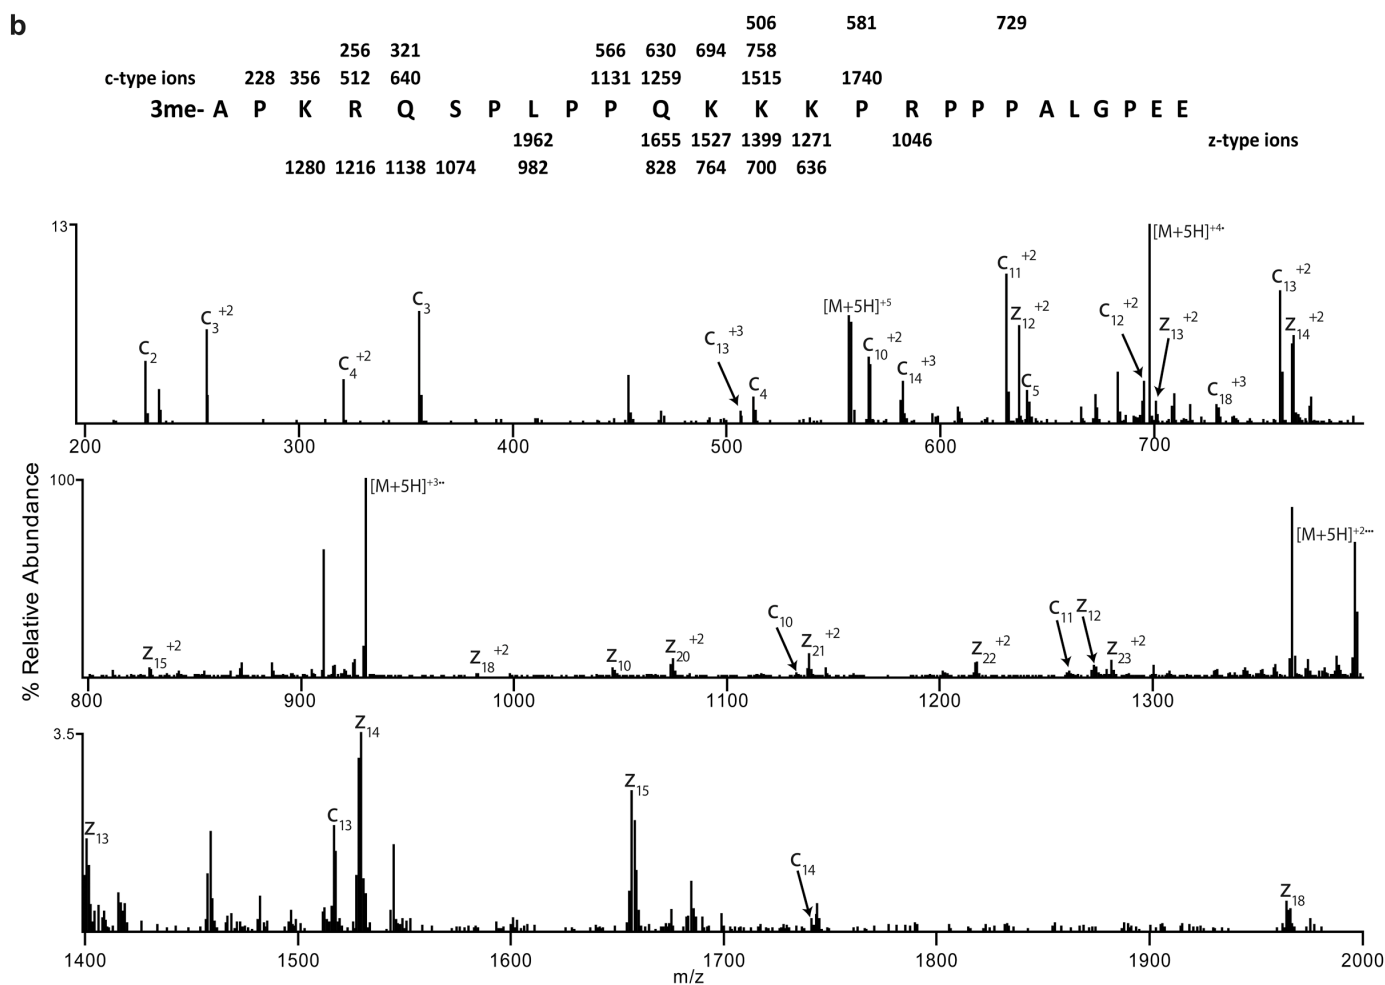 b
506 581 729
256 321 566 630 694 758
c-type ions 228 356 512 640 1131 1259 1515 1740
3me- A P K R Q S P L P P Q K K K P R P P P A L G P E E
1962 1655 1527 1399 1271 1046 z-type ions
1280 1216 1138 1074 982 828 764 700 636
13
C2 C3+2 C4+2 C3 C13+3 C4 [M+5H]+5 C10+2 C14+3 C11+2 Z12+2 C5 C12+2 [M+5H]+4• Z13+2 C18+3 C13+2 Z14+2
200 300 400 500 600 700
% Relative Abundance
100
Z15+2 [M+5H]+3•• Z18+2 Z10 Z20+2 C10 Z21+2 Z22+2 C11 Z12 Z23+2 [M+5H]+2•••
800 900 1000 1100 1200 1300
3.5
Z13 C13 Z14 Z15 C14 Z18
1400 1500 1600 1700 1800 1900 2000
m/z